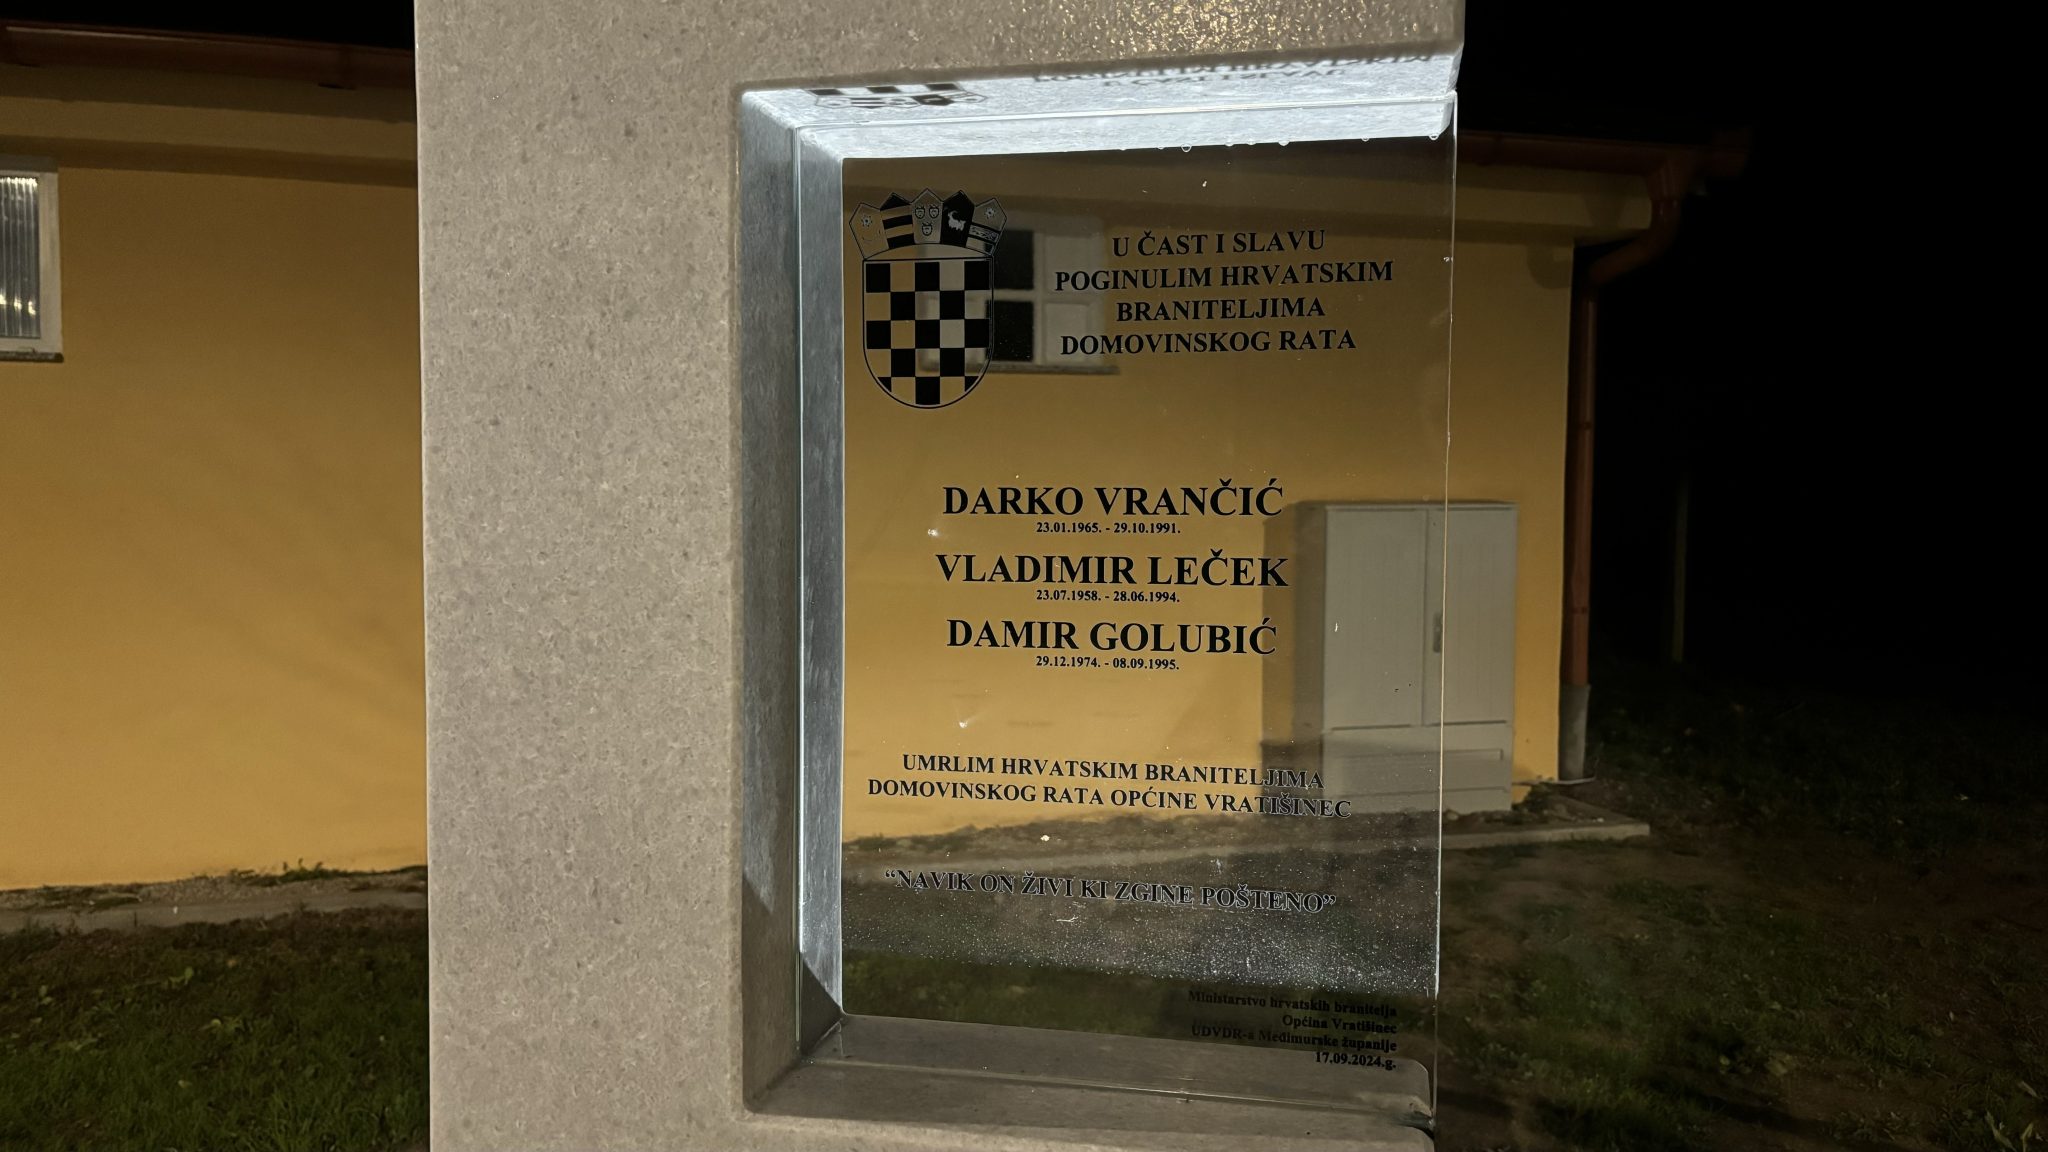 U ČAST I SLAVU
POGINULIM HRVATSKIM
BRANITELJIMA
DOMOVINSKOG RATA
DARKO VRANČIĆ
23.01.1965. - 29.10.1991.
VLADIMIR LEČEK
23.07.1958. - 28.06.1994.
DAMIR GOLUBIĆ
29.12.1974. - 08.09.1995.
UMRLIM HRVATSKIM BRANITELJIMA
DOMOVINSKOG RATA OPĆINE VRATIŠINEC
“NAVIK ON ŽIVI KI ZGINE POŠTENO”
Ministarstvo hrvatskih branitelja
Općina Vratišinec
UDVDR-a Međimurske županije
17.09.2024.g.